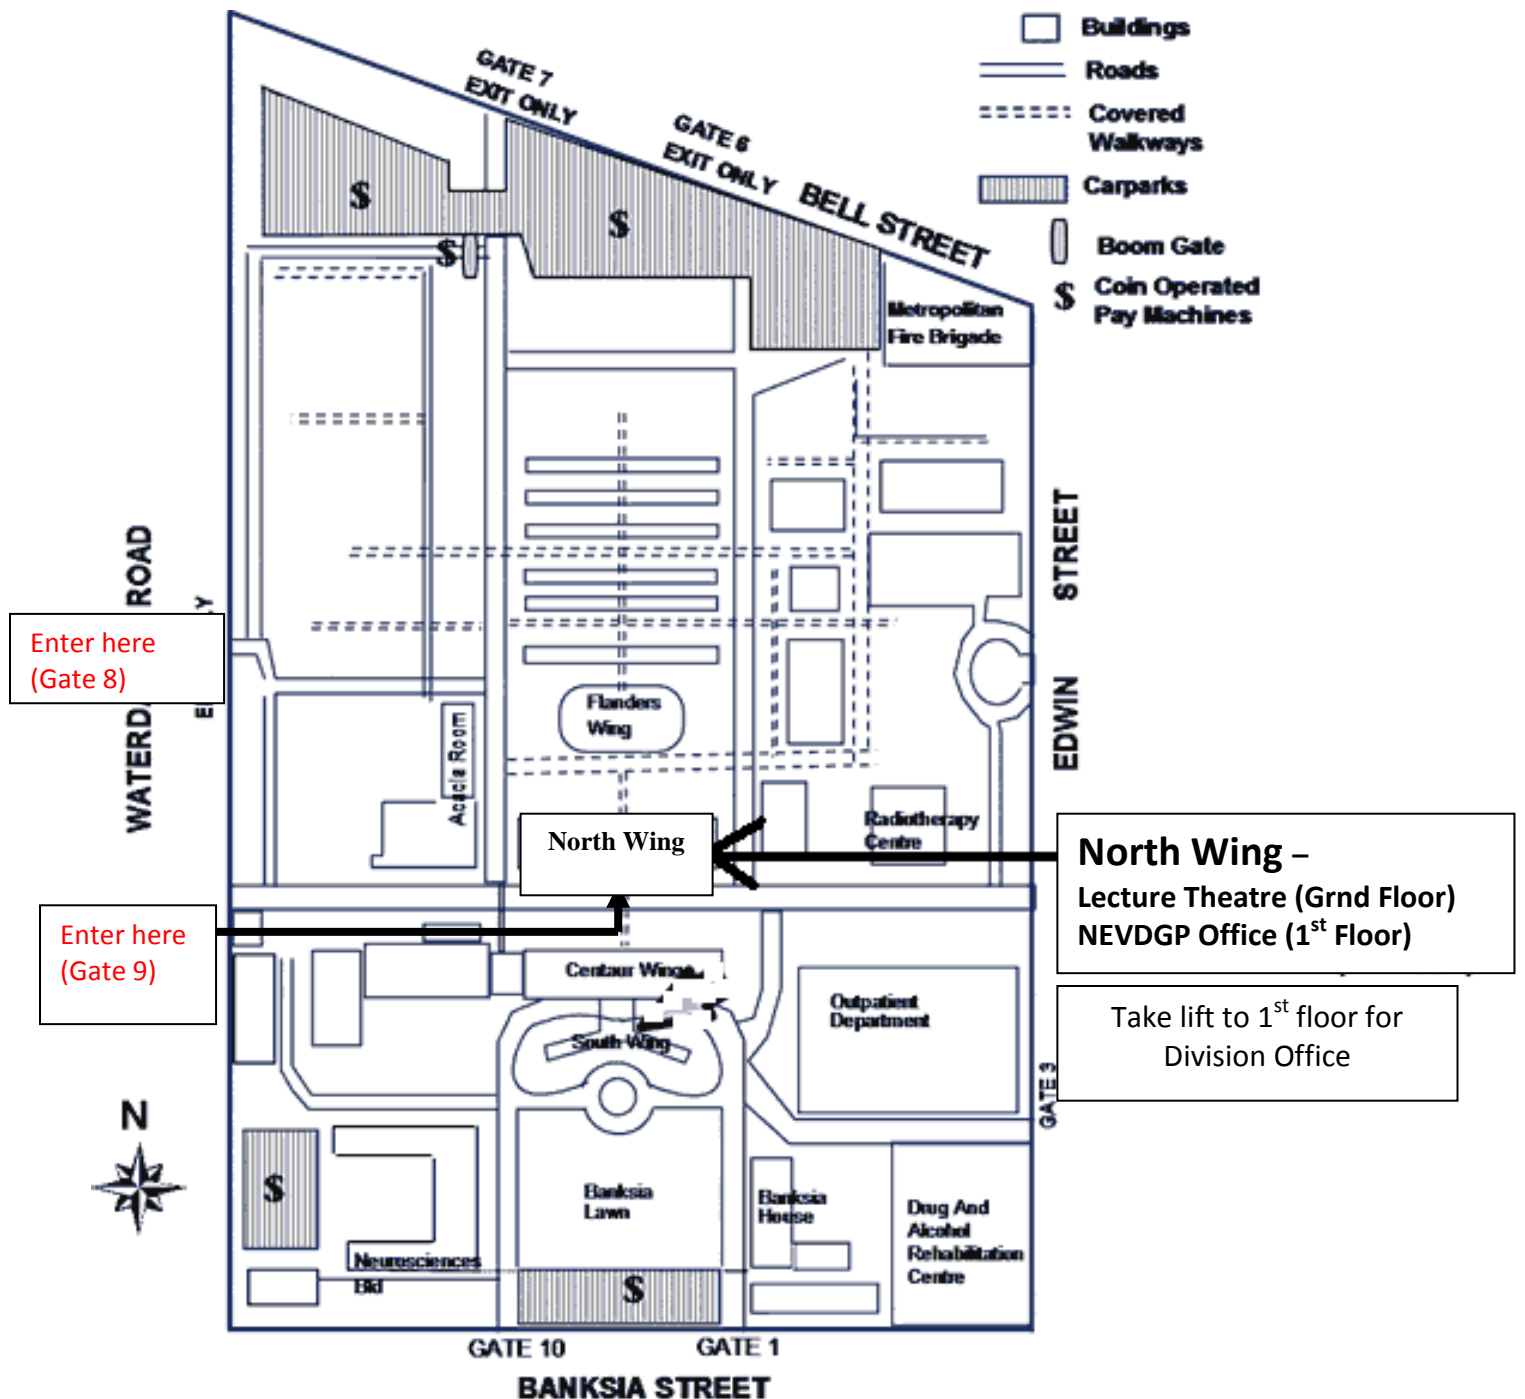 Buildings
Roads
Covered
Walkways
Carparks
Boom Gate
$
Coin Operated
Pay Machines
GATE 7
EXIT ONLY
GATE 6
EXIT ONLY
BELL STREET
$
$
$
Metropolitan
Fire Brigade
WATERDA
ROAD
EDWIN STREET
Enter here
(Gate 8)
Flanders
Wing
Acacia Room
Radiotherapy
Centre
North Wing
North Wing –
Lecture Theatre (Grnd Floor)
NEVDGP Office (1st Floor)
Enter here
(Gate 9)
Centaur Wing
Outpatient
Department
South Wing
Take lift to 1st floor for
Division Office
GATE 3
N
$
Banksia
Lawn
Banksia
House
Drug And
Alcohol
Rehabilitation
Centre
Neurosciences
Bld
$
GATE 10
GATE 1
BANKSIA STREET